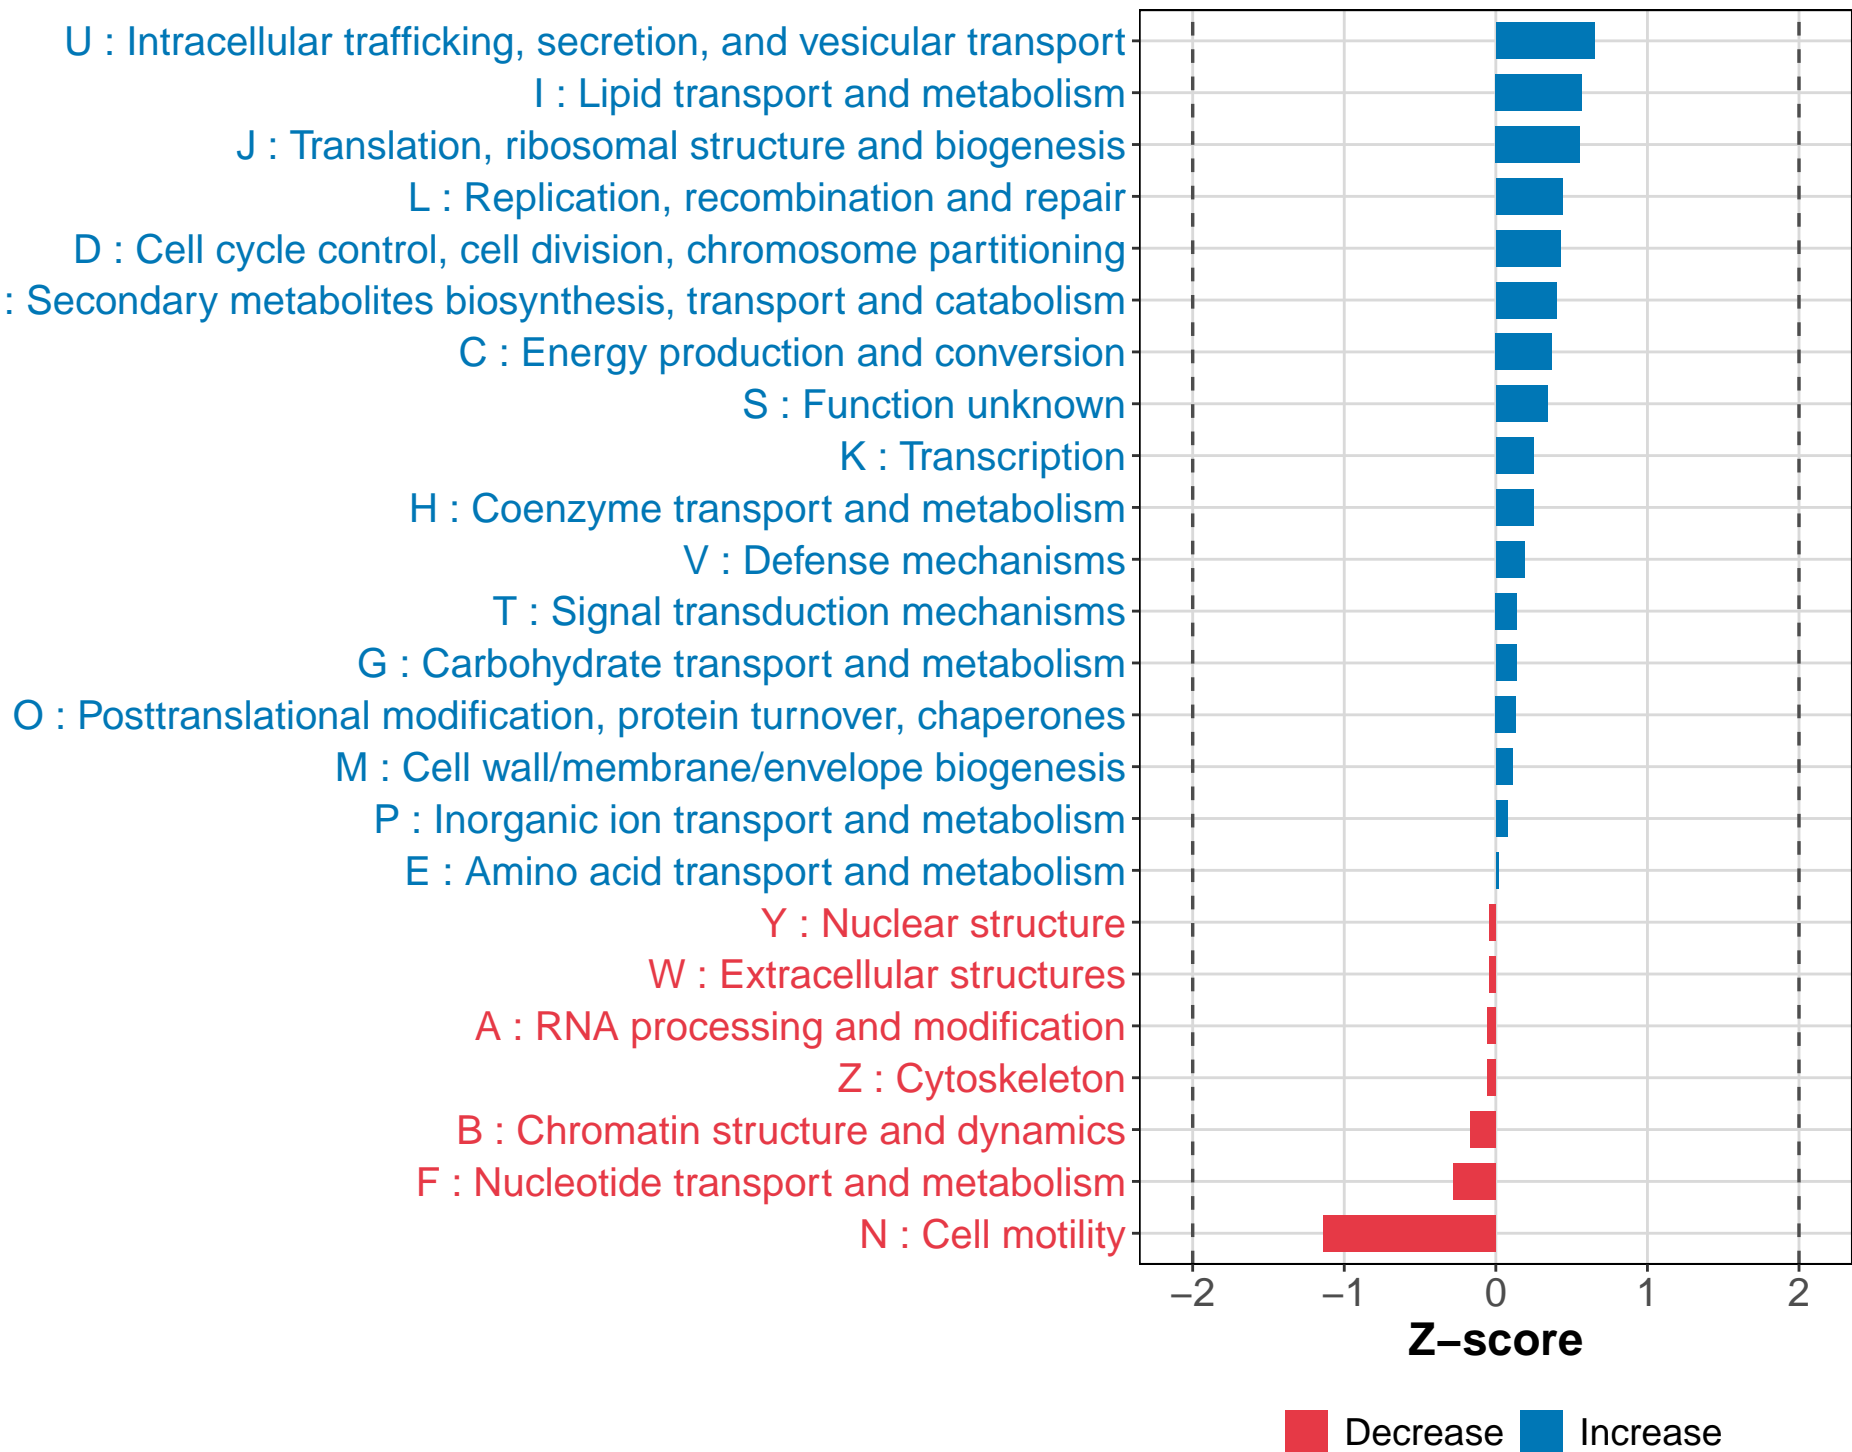 U : Intracellular trafficking, secretion, and vesicular transport
I : Lipid transport and metabolism
J : Translation, ribosomal structure and biogenesis
L : Replication, recombination and repair
D : Cell cycle control, cell division, chromosome partitioning
: Secondary metabolites biosynthesis, transport and catabolism
C : Energy production and conversion
S : Function unknown
K : Transcription
H : Coenzyme transport and metabolism
V : Defense mechanisms
T : Signal transduction mechanisms
G : Carbohydrate transport and metabolism
O : Posttranslational modification, protein turnover, chaperones
M : Cell wall/membrane/envelope biogenesis
P : Inorganic ion transport and metabolism
E : Amino acid transport and metabolism
Y : Nuclear structure
W : Extracellular structures
A : RNA processing and modification
Z : Cytoskeleton
B : Chromatin structure and dynamics
F : Nucleotide transport and metabolism
N : Cell motility
−2 −1 0 1 2
Z−score
Decrease Increase